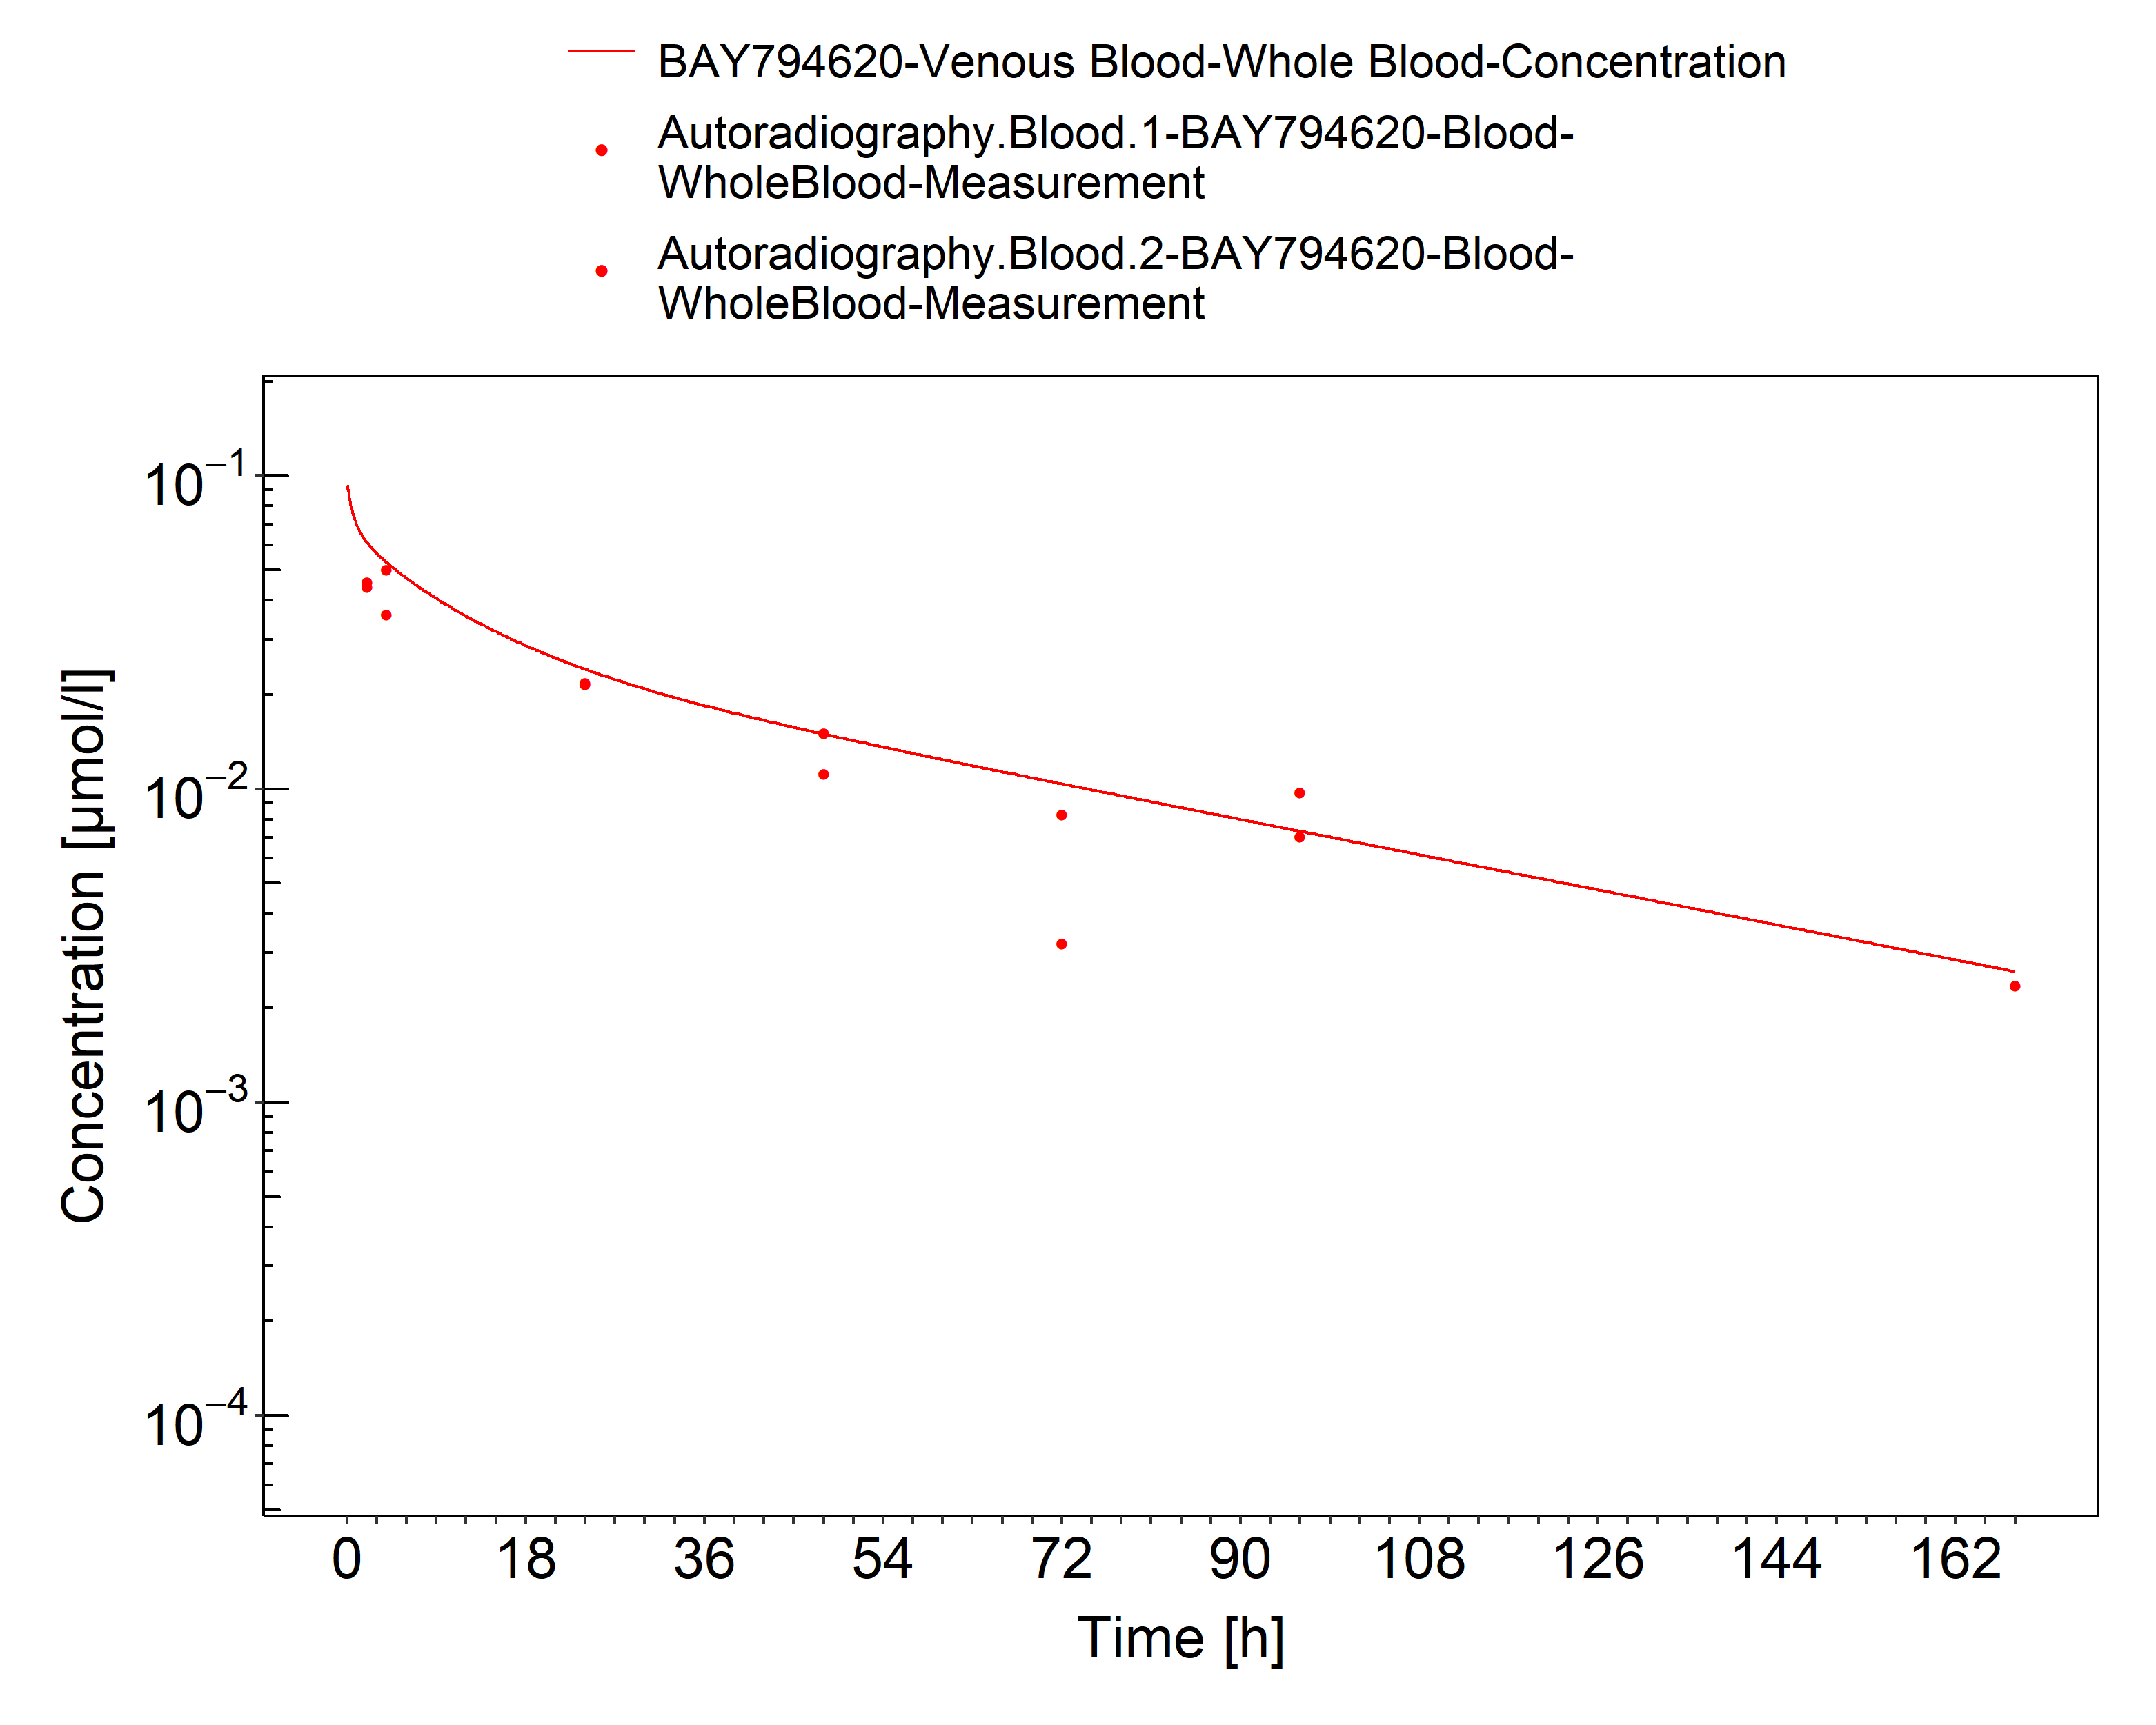 BAY794620-Venous Blood-Whole Blood-Concentration
Autoradiography.Blood.1-BAY794620-Blood-
WholeBlood-Measurement
Autoradiography.Blood.2-BAY794620-Blood-
WholeBlood-Measurement
Concentration [µmol/l]
10⁻¹
10⁻²
10⁻³
10⁻⁴
0 18 36 54 72 90 108 126 144 162
Time [h]